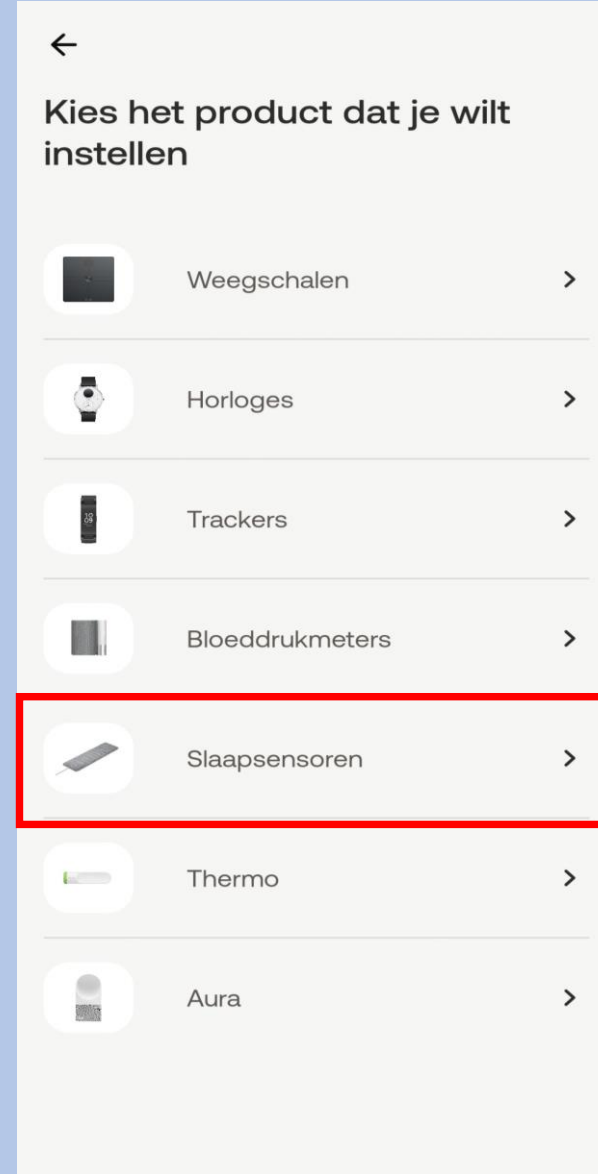 Kies het product dat je wilt
instellen
Weegschalen
Horloges
Trackers
Bloeddrukmeters
Slaapsensoren
Thermo
Aura